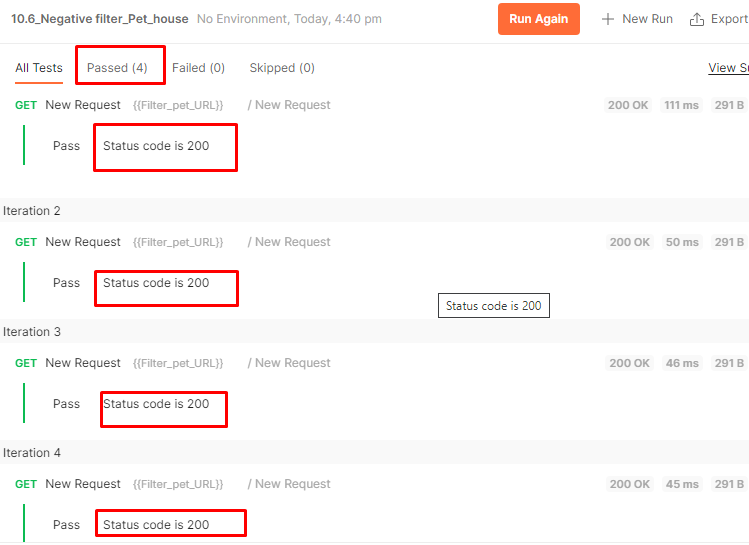 10.6_Negative filter_Pet_house No Environment, Today, 4:40 pm Run Again + New Run Export
All Tests Passed (4) Failed (0) Skipped (0) View Su
GET New Request {{Filter_pet_URL}} / New Request 200 OK 111 ms 291 B
Pass Status code is 200
Iteration 2
GET New Request {{Filter_pet_URL}} / New Request 200 OK 50 ms 291 B
Pass Status code is 200
Status code is 200
Iteration 3
GET New Request {{Filter_pet_URL}} / New Request 200 OK 46 ms 291 B
Pass Status code is 200
Iteration 4
GET New Request {{Filter_pet_URL}} / New Request 200 OK 45 ms 291 B
Pass Status code is 200